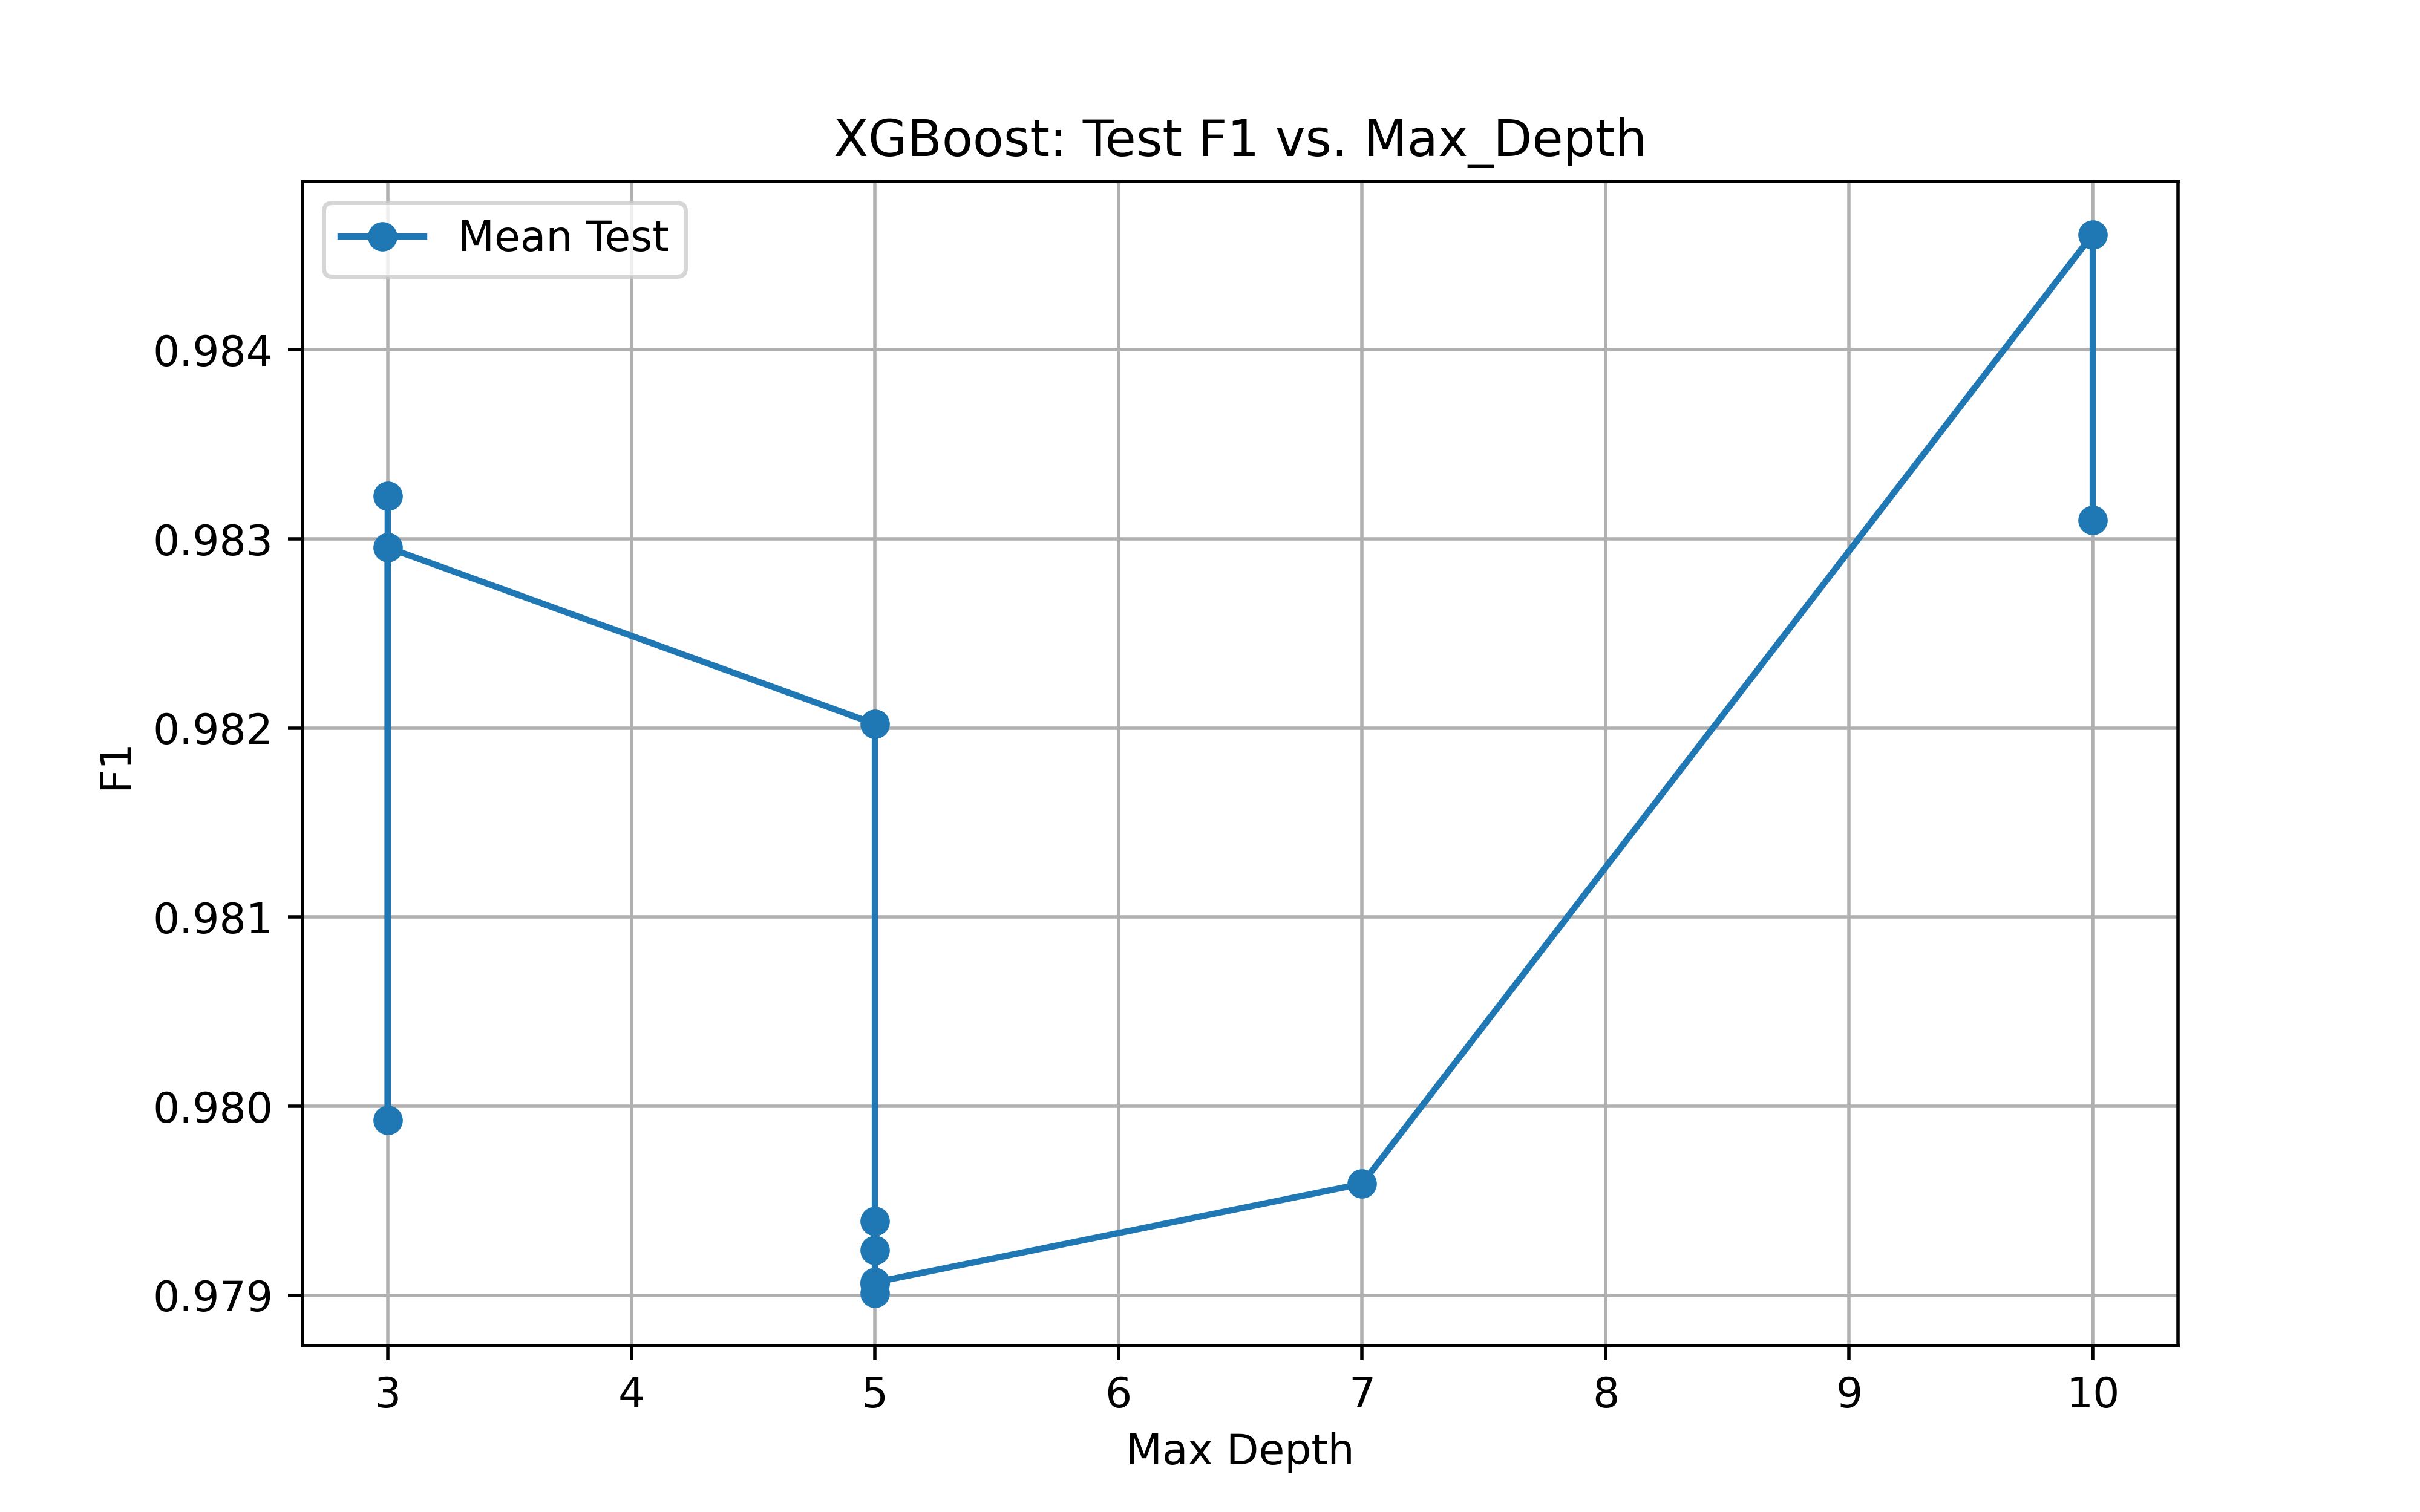 XGBoost: Test F1 vs. Max_Depth
Mean Test
0.984
0.983
0.982
0.981
0.980
0.979
F1
3 4 5 6 7 8 9 10
Max Depth